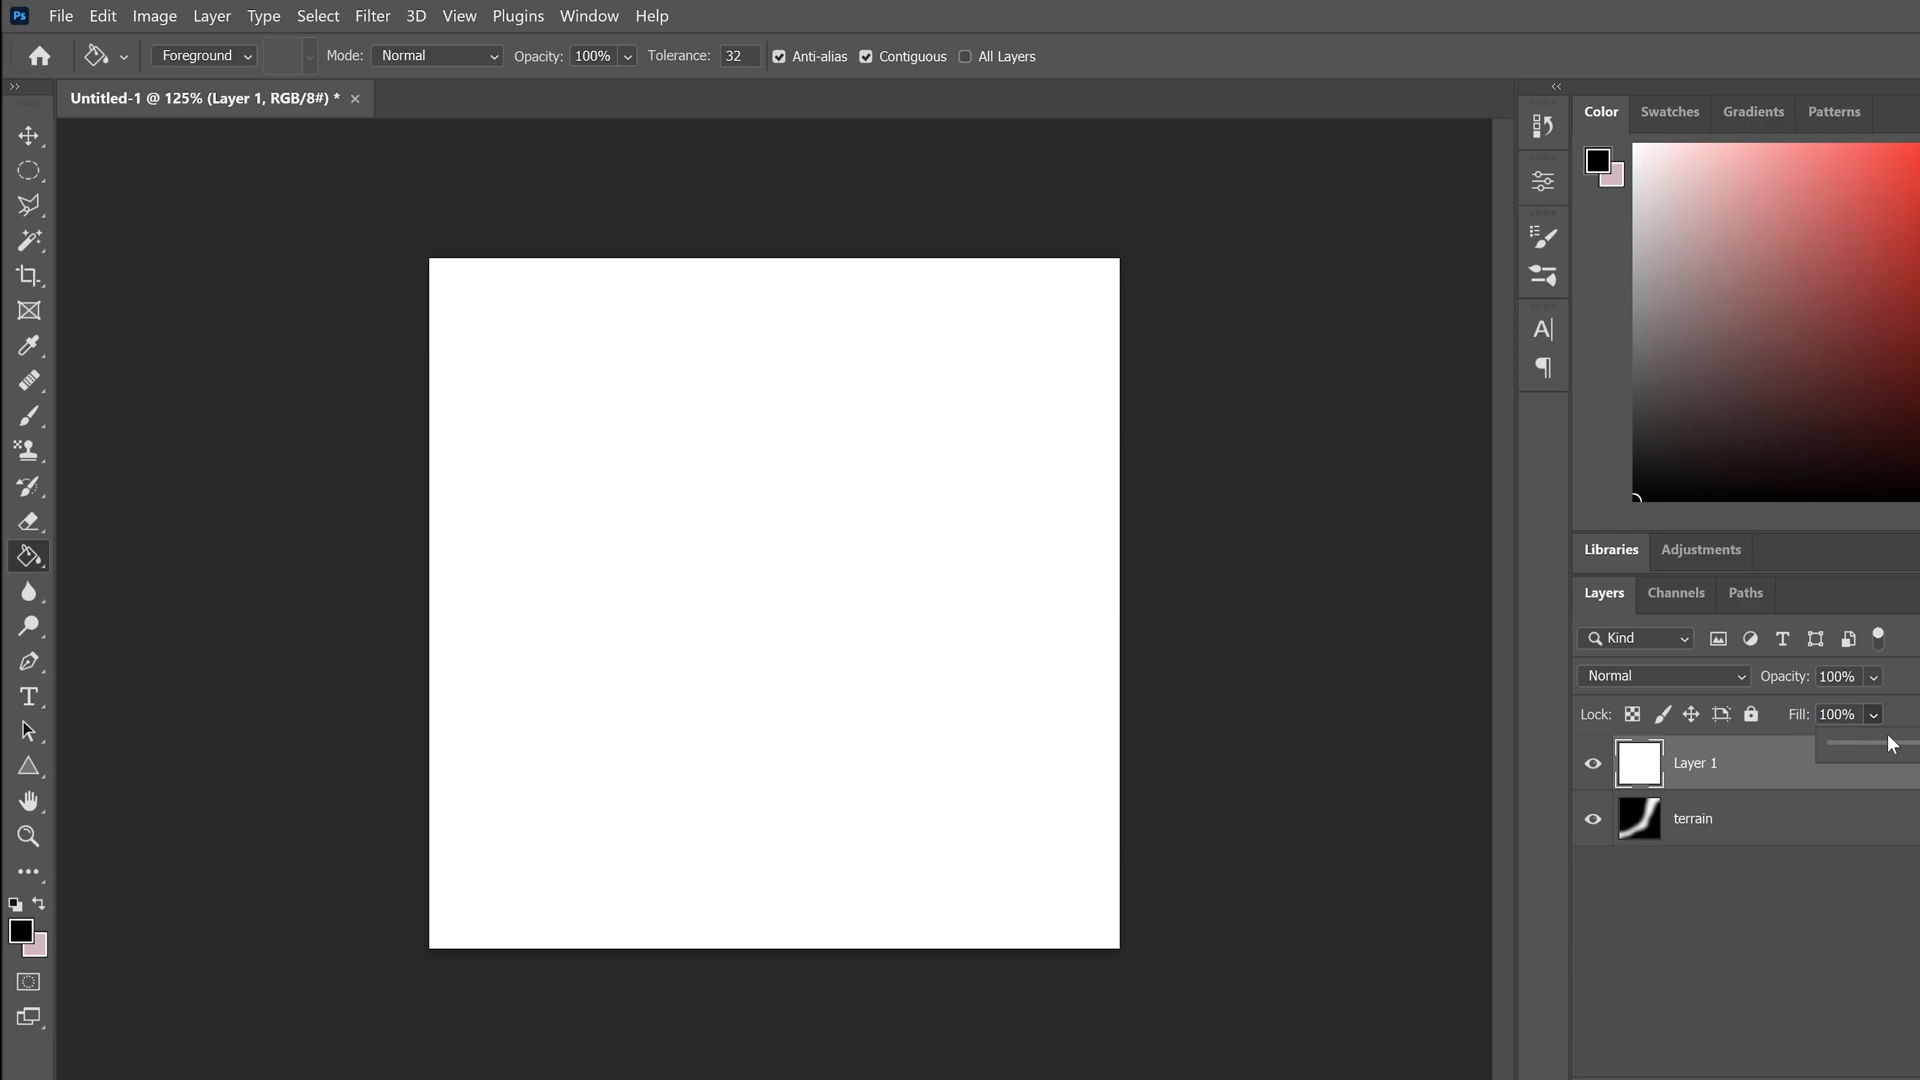 Ps File Edit Image Layer Type Select Filter 3D View Plugins Window Help
Foreground Mode: Normal Opacity: 100% Tolerance: 32 Anti-alias Contiguous All Layers
Untitled-1 @ 125% (Layer 1, RGB/8#) *
Color Swatches Gradients Patterns
Libraries Adjustments
Layers Channels Paths
Kind
Normal Opacity: 100%
Lock: Fill: 100%
Layer 1
terrain